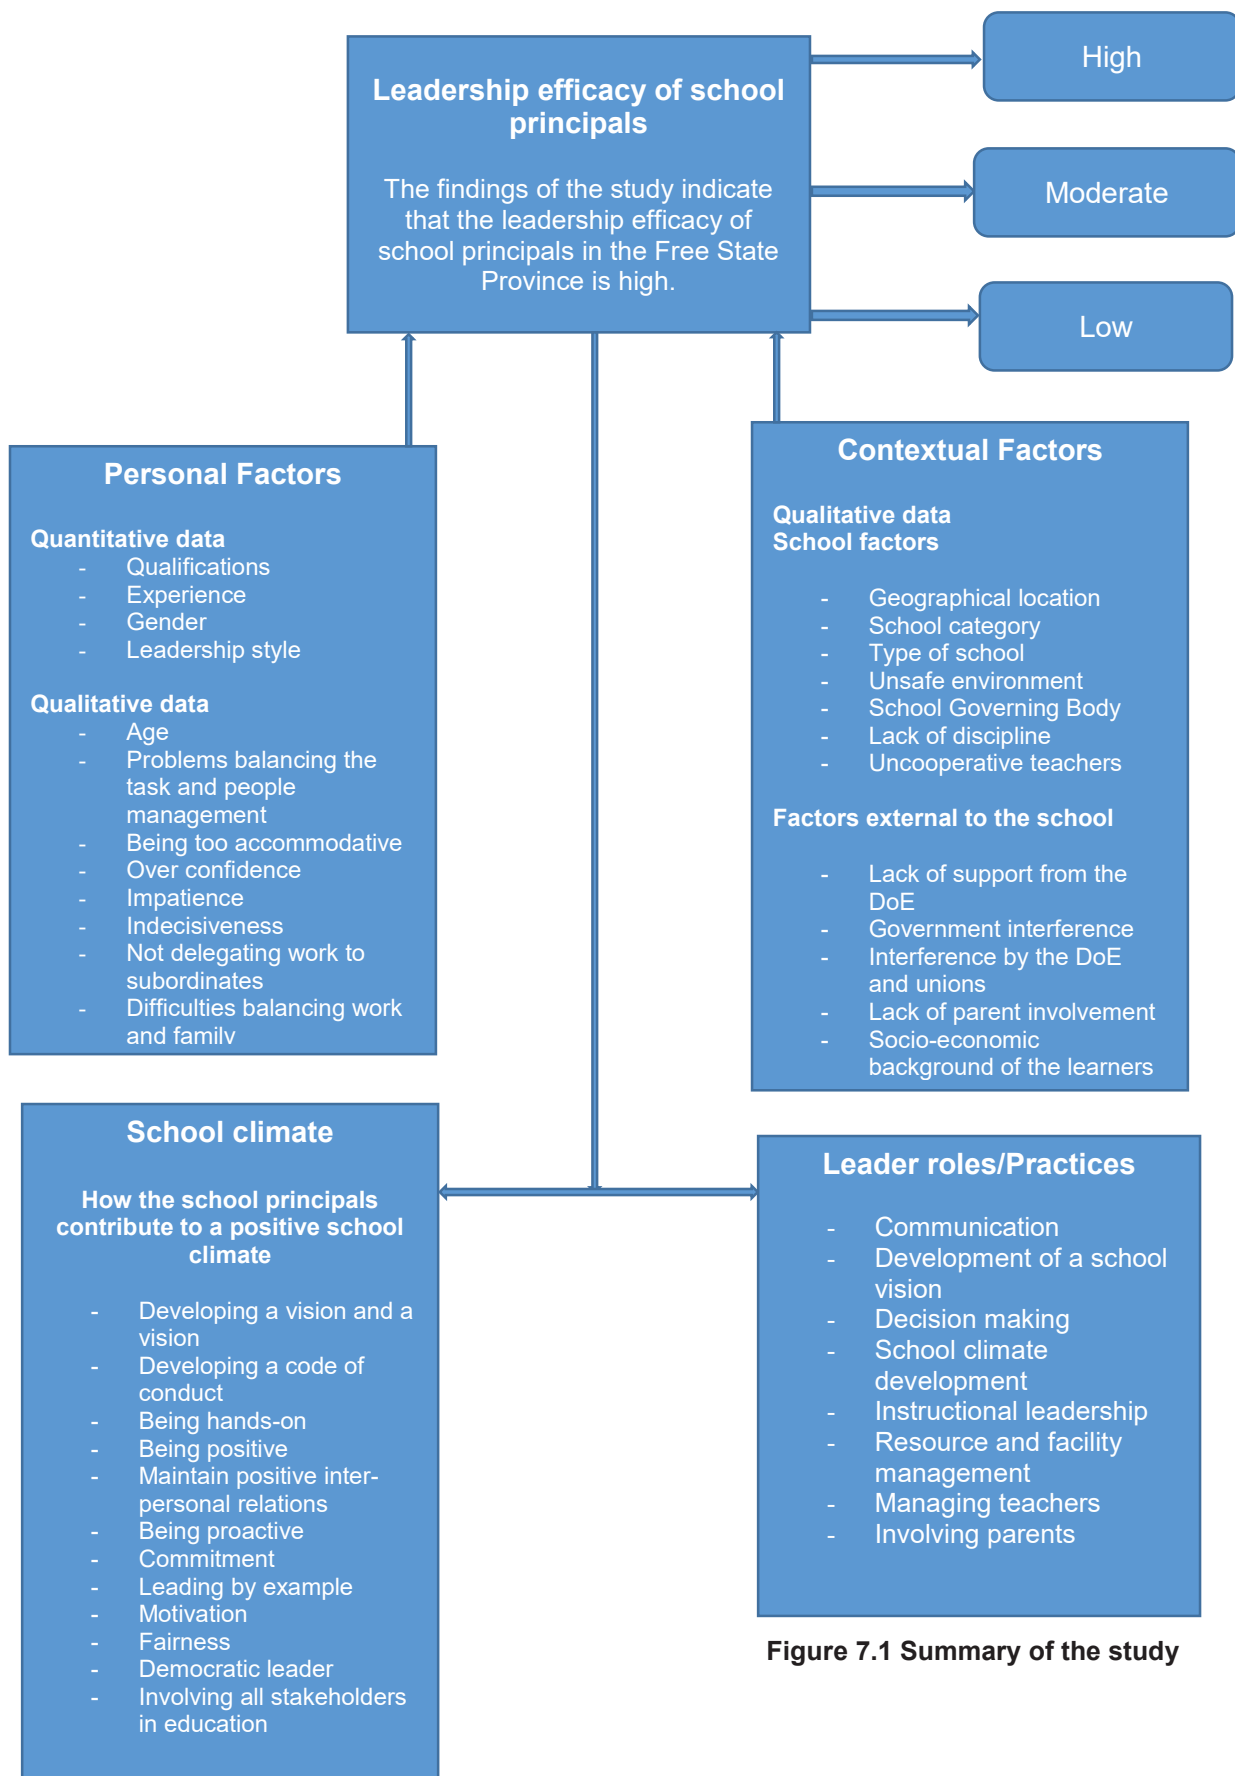 Leadership efficacy of school
principals
The findings of the study indicate
that the leadership efficacy of
school principals in the Free State
Province is high.
High
Moderate
Low
Personal Factors
Quantitative data
- Qualifications
- Experience
- Gender
- Leadership style
Qualitative data
- Age
- Problems balancing the
task and people
management
- Being too accommodative
- Over confidence
- Impatience
- Indecisiveness
- Not delegating work to
subordinates
- Difficulties balancing work
and family
Contextual Factors
Qualitative data
School factors
- Geographical location
- School category
- Type of school
- Unsafe environment
- School Governing Body
- Lack of discipline
- Uncooperative teachers
Factors external to the school
- Lack of support from the
DoE
- Government interference
- Interference by the DoE
and unions
- Lack of parent involvement
- Socio-economic
background of the learners
School climate
How the school principals
contribute to a positive school
climate
- Developing a vision and a
vision
- Developing a code of
conduct
- Being hands-on
- Being positive
- Maintain positive inter-
personal relations
- Being proactive
- Commitment
- Leading by example
- Motivation
- Fairness
- Democratic leader
- Involving all stakeholders
in education
Leader roles/Practices
- Communication
- Development of a school
vision
- Decision making
- School climate
development
- Instructional leadership
- Resource and facility
management
- Managing teachers
- Involving parents
Figure 7.1 Summary of the study